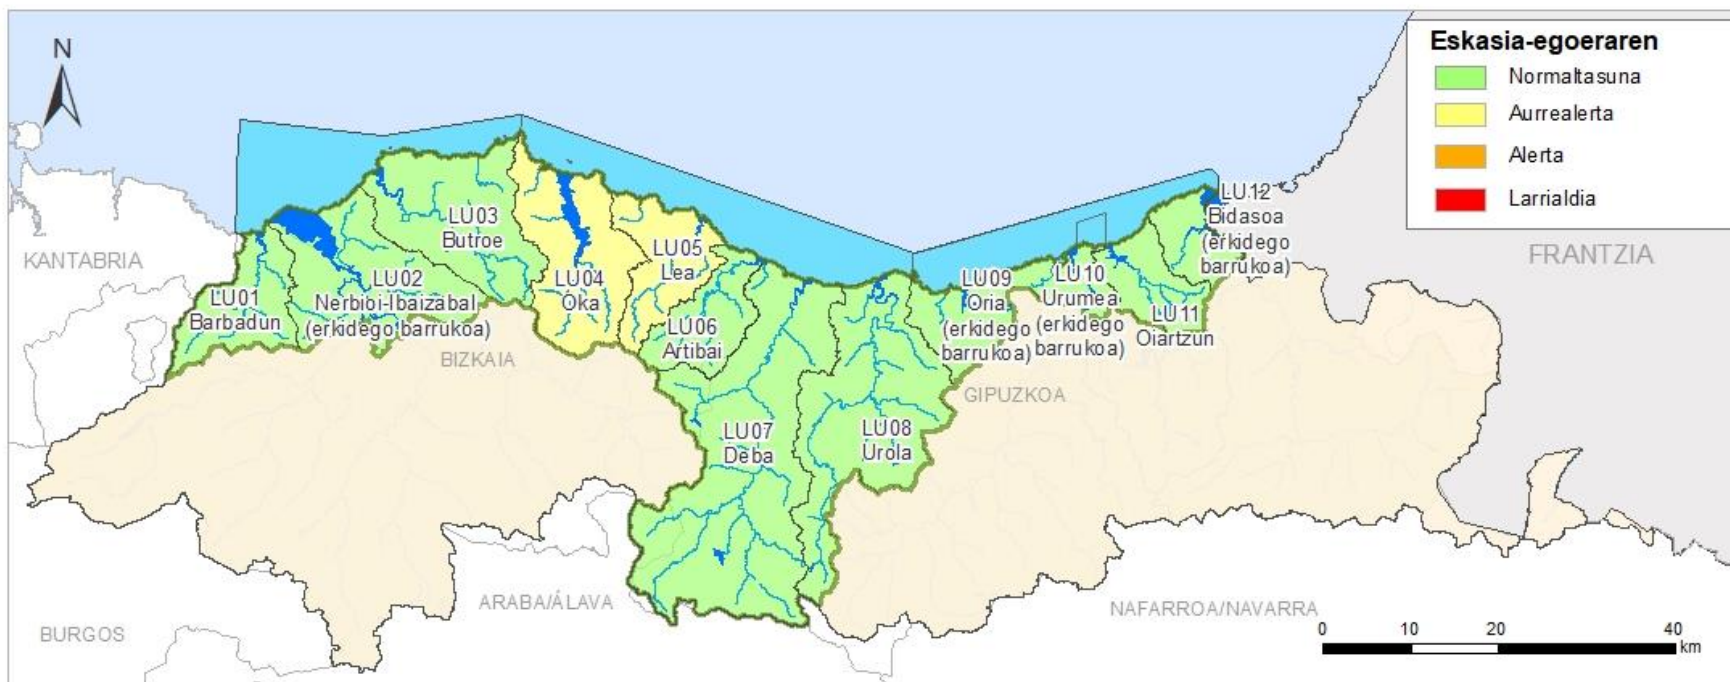 N
Eskasia-egoeraren
Normaltasuna
Aurrealerta
Alerta
Larrialdia
KANTABRIA
FRANTZIA
LU01
Barbadun
LU02
Nerbioi-Ibaizabal
(erkidego barrukoa)
LU03
Butroe
LU04
Oka
LU05
Lea
LU06
Artibai
LU07
Deba
LU08
Urola
LU09
Oria
(erkidego
barrukoa)
LU10
Urumea
(erkidego
barrukoa)
LU11
Oiartzun
LU12
Bidasoa
(erkidego
barrukoa)
BIZKAIA
GIPUZKOA
ARABA/ÁLAVA
NAFARROA/NAVARRA
BURGOS
0 10 20 40
km